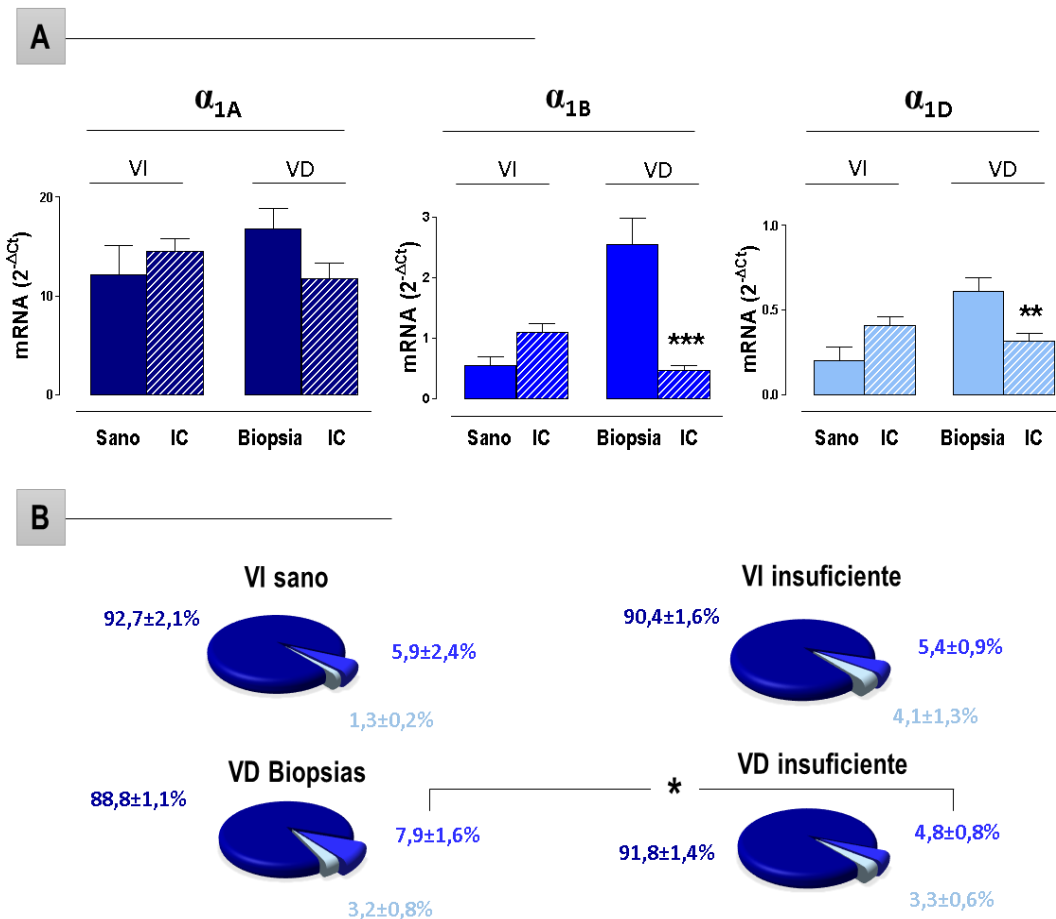 A
α1A
α1B
α1D
VI
VD
VI
VD
VI
VD
mRNA (2-ΔCt)
20
10
0
mRNA (2-ΔCt)
3
2
1
0
***
mRNA (2-ΔCt)
1.0
0.5
0.0
**
Sano IC Biopsia IC
Sano IC Biopsia IC
Sano IC Biopsia IC
B
VI sano
92,7±2,1%
5,9±2,4%
1,3±0,2%
VI insuficiente
90,4±1,6%
5,4±0,9%
4,1±1,3%
VD Biopsias
88,8±1,1%
7,9±1,6%
3,2±0,8%
*
VD insuficiente
91,8±1,4%
4,8±0,8%
3,3±0,6%